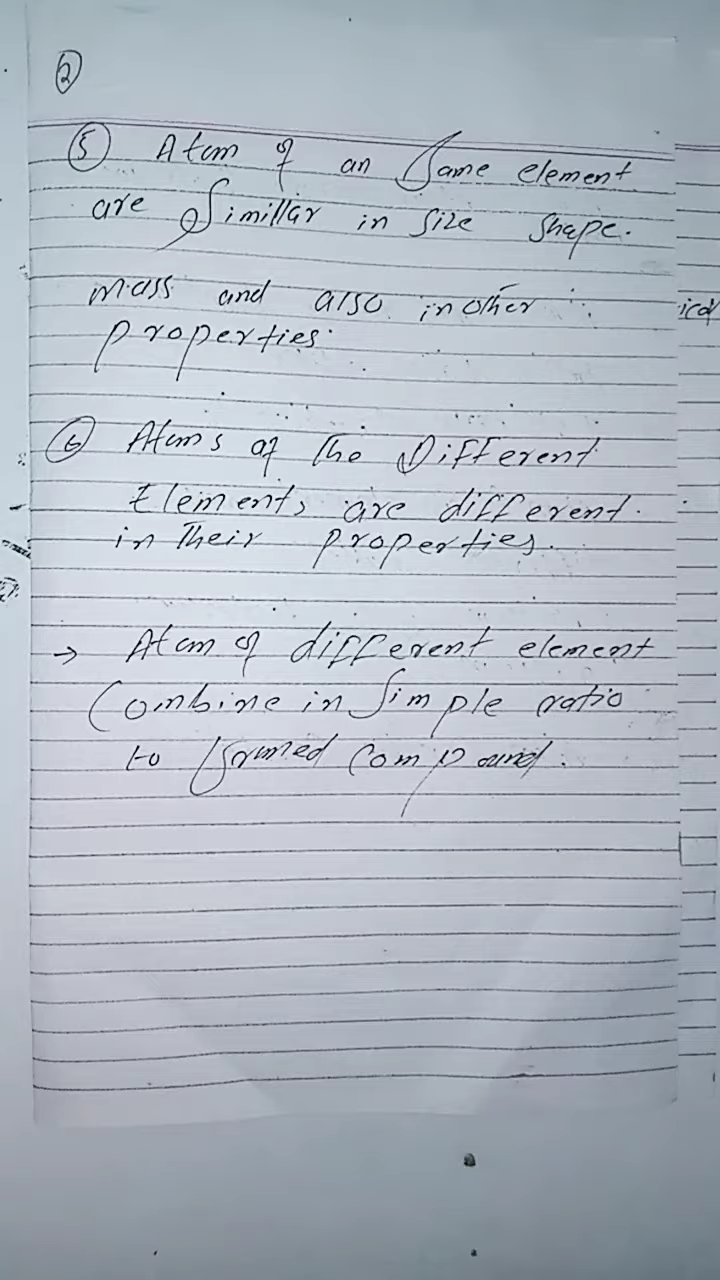 ②
⑤ Atom of an Same element
are Similler in Size Shape.
mass and also in other
properties.
⑥ Atoms of the Different
Elements are different.
in Their properties.
→ Atom of different element
Combine in Simple ratio
to formed Compound.